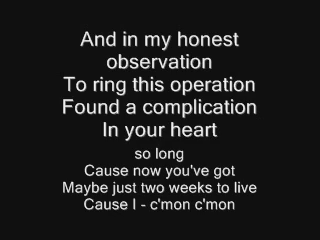 And in my honest
observation
To ring this operation
Found a complication
In your heart
so long
Cause now you've got
Maybe just two weeks to live
Cause I - c'mon c'mon